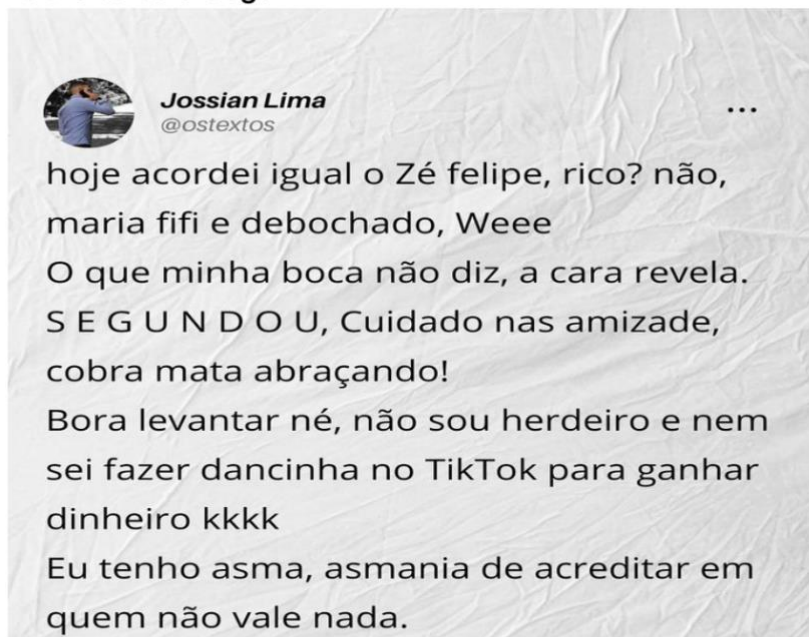 Jossian Lima
@ostextos
...
hoje acordei igual o Zé felipe, rico? não,
maria fifi e debochado, Weee
O que minha boca não diz, a cara revela.
S E G U N D O U, Cuidado nas amizade,
cobra mata abraçando!
Bora levantar né, não sou herdeiro e nem
sei fazer dancinha no TikTok para ganhar
dinheiro kkkk
Eu tenho asma, asmania de acreditar em
quem não vale nada.